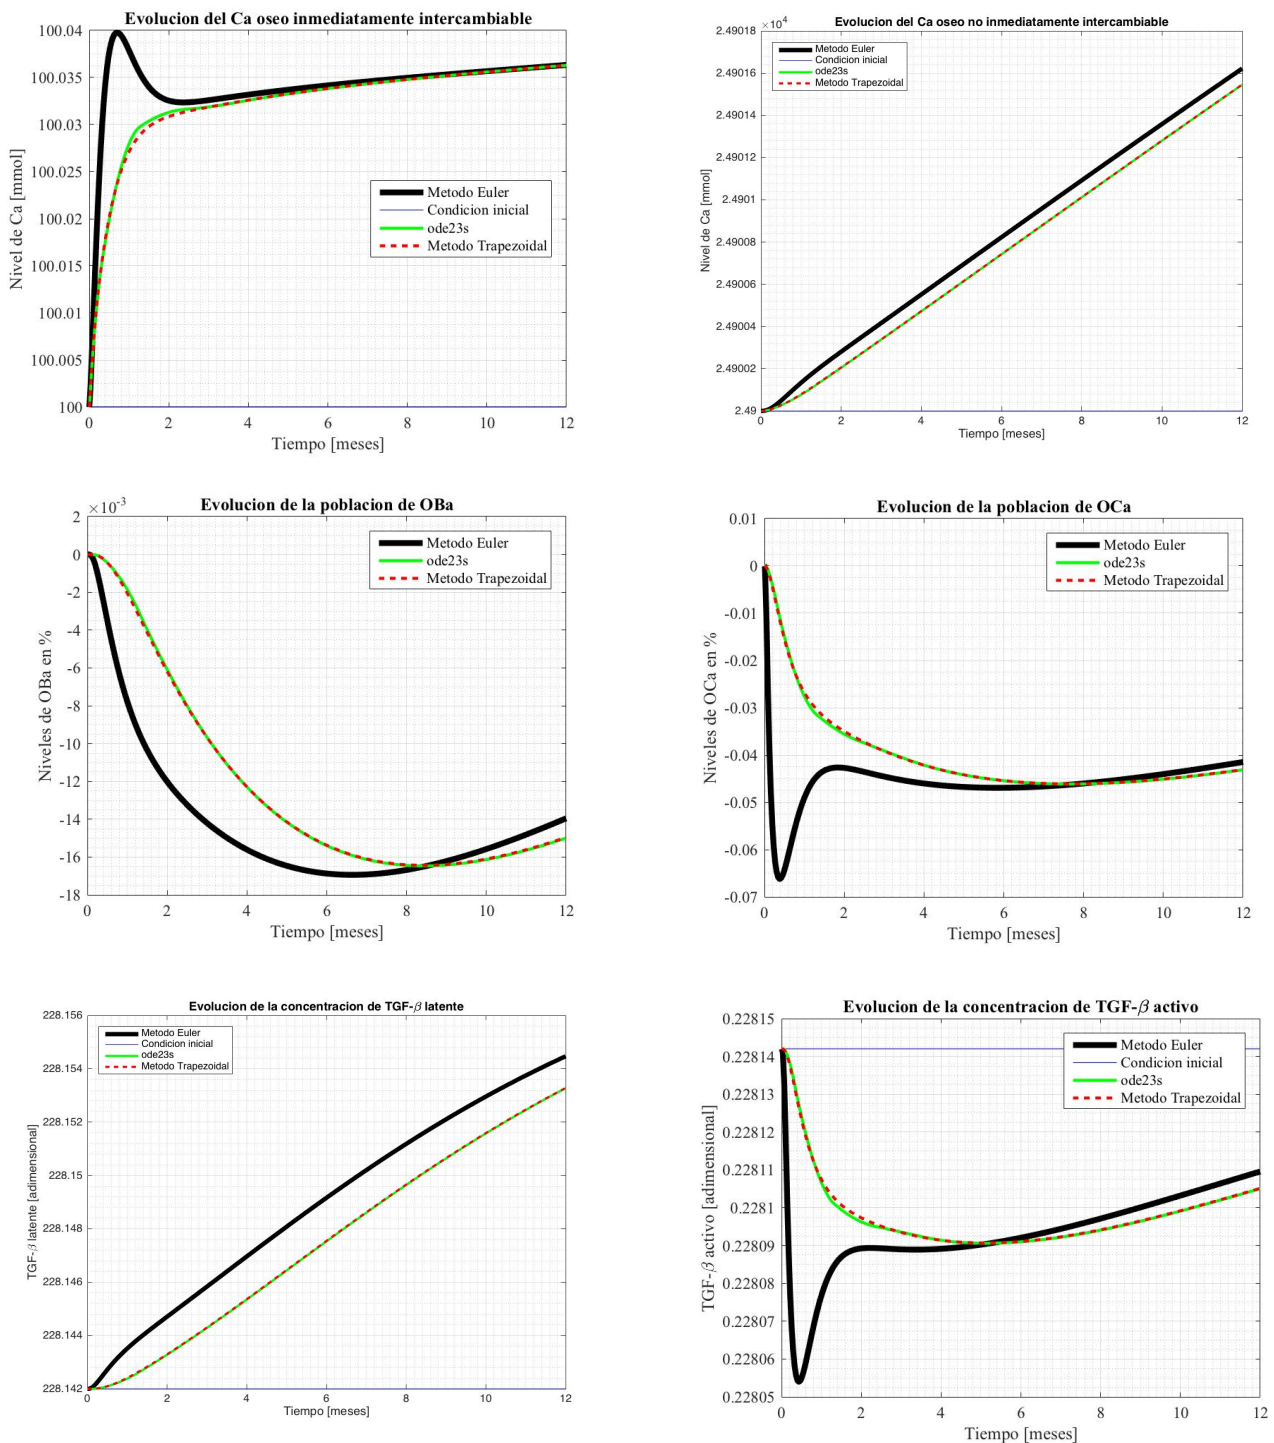 Evolucion del Ca oseo inmediatamente intercambiable
100.04
100.035
100.03
100.025
100.02
100.015
100.01
100.005
100
Nivel de Ca [mmol]
Metodo Euler
Condicion inicial
ode23s
Metodo Trapezoidal
0 2 4 6 8 10 12
Tiempo [meses]
Evolucion del Ca oseo no inmediatamente intercambiable
×10⁴
2.49018
2.49016
2.49014
2.49012
2.4901
2.49008
2.49006
2.49004
2.49002
2.49
Nivel de Ca [mmol]
Metodo Euler
Condicion inicial
ode23s
Metodo Trapezoidal
0 2 4 6 8 10 12
Tiempo [meses]
Evolucion de la poblacion de OBa
×10⁻³
2
0
-2
-4
-6
-8
-10
-12
-14
-16
-18
Niveles de OBa en %
Metodo Euler
ode23s
Metodo Trapezoidal
0 2 4 6 8 10 12
Tiempo [meses]
Evolucion de la poblacion de OCa
0.01
0
-0.01
-0.02
-0.03
-0.04
-0.05
-0.06
-0.07
Niveles de OCa en %
Metodo Euler
ode23s
Metodo Trapezoidal
0 2 4 6 8 10 12
Tiempo [meses]
Evolucion de la concentracion de TGF-β latente
228.156
228.154
228.152
228.15
228.148
228.146
228.144
228.142
TGF-β latente [adimensional]
Metodo Euler
Condicion inicial
ode23s
Metodo Trapezoidal
0 2 4 6 8 10 12
Tiempo [meses]
Evolucion de la concentracion de TGF-β activo
0.22815
0.22814
0.22813
0.22812
0.22811
0.2281
0.22809
0.22808
0.22807
0.22806
0.22805
TGF-β activo [adimensional]
Metodo Euler
Condicion inicial
ode23s
Metodo Trapezoidal
0 2 4 6 8 10 12
Tiempo [meses]